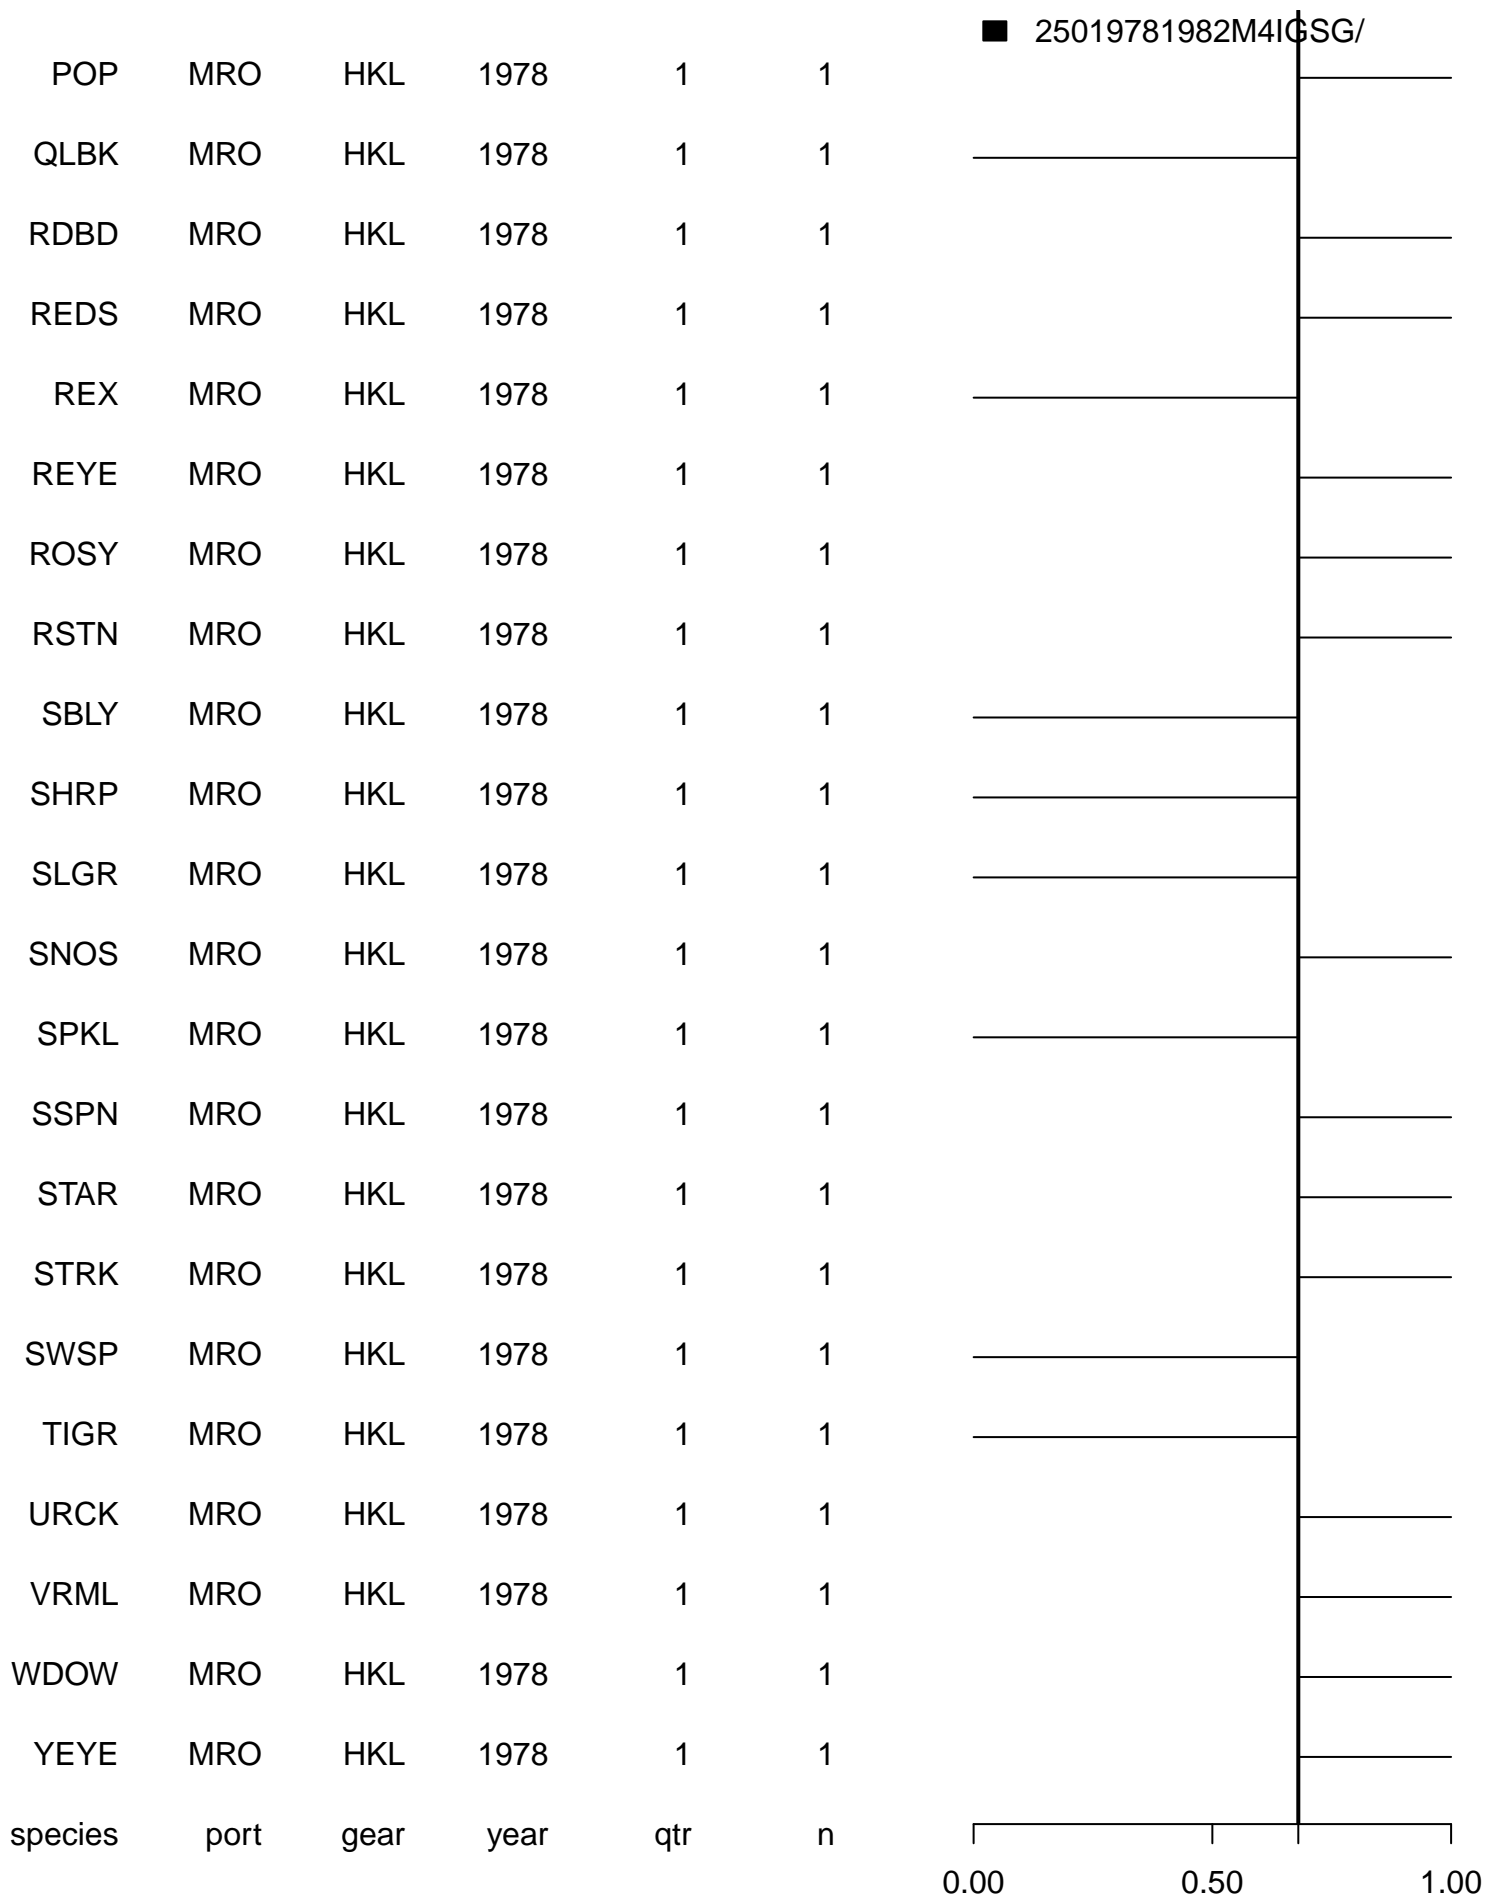 25019781982M4IGSG/
POP MRO HKL 1978 1 1
QLBK MRO HKL 1978 1 1
RDBD MRO HKL 1978 1 1
REDS MRO HKL 1978 1 1
REX MRO HKL 1978 1 1
REYE MRO HKL 1978 1 1
ROSY MRO HKL 1978 1 1
RSTN MRO HKL 1978 1 1
SBLY MRO HKL 1978 1 1
SHRP MRO HKL 1978 1 1
SLGR MRO HKL 1978 1 1
SNOS MRO HKL 1978 1 1
SPKL MRO HKL 1978 1 1
SSPN MRO HKL 1978 1 1
STAR MRO HKL 1978 1 1
STRK MRO HKL 1978 1 1
SWSP MRO HKL 1978 1 1
TIGR MRO HKL 1978 1 1
URCK MRO HKL 1978 1 1
VRML MRO HKL 1978 1 1
WDOW MRO HKL 1978 1 1
YEYE MRO HKL 1978 1 1
species port gear year qtr n
0.00 0.50 1.00